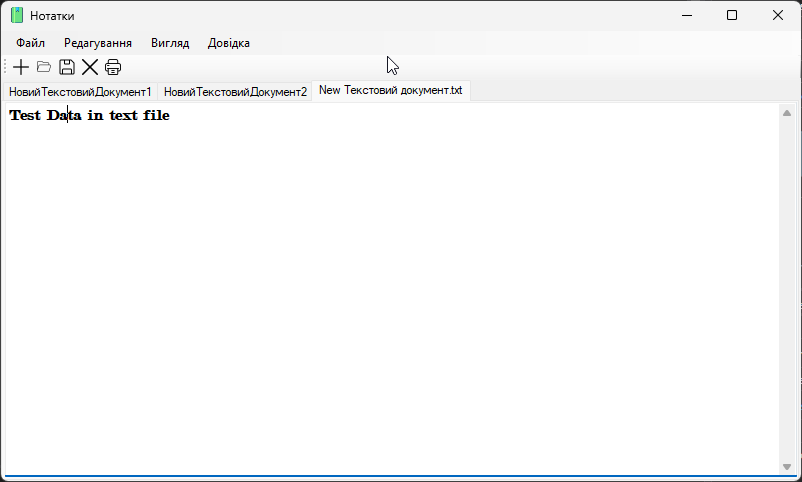 Нотатки
Файл Редагування Вигляд Довідка
НовийТекстовийДокумент1 НовийТекстовийДокумент2 New Текстовий документ.txt
Test Data in text file